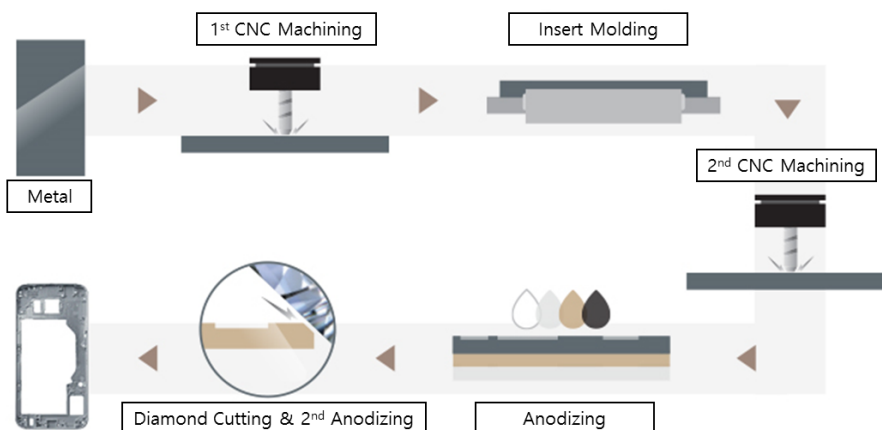 1st CNC Machining
Insert Molding
Metal
2nd CNC Machining
Anodizing
Diamond Cutting & 2nd Anodizing